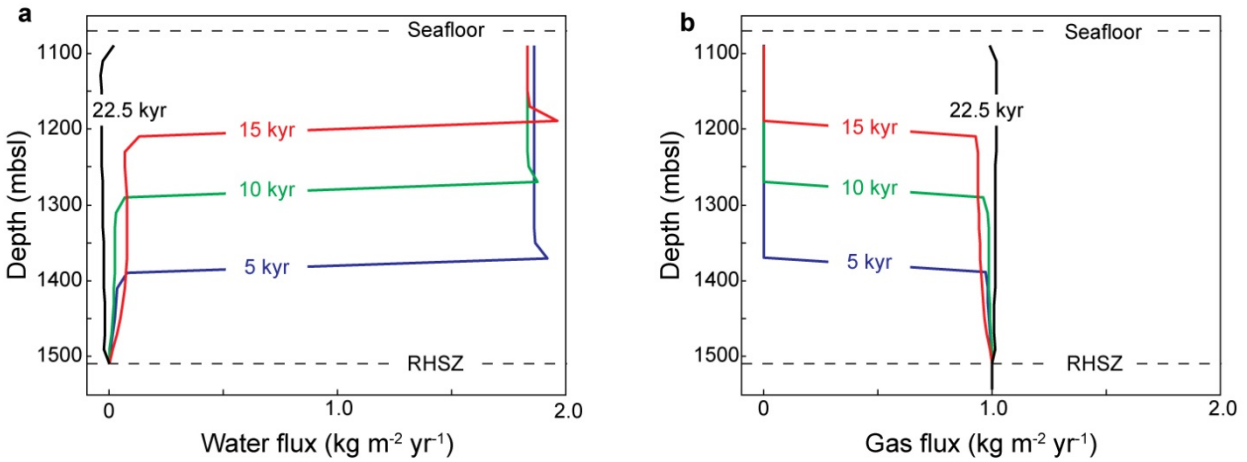 a
Seafloor
1100
22.5 kyr
1200
15 kyr
10 kyr
1300
5 kyr
1400
1500
RHSZ
Depth (mbsl)
0
1.0
2.0
Water flux (kg m⁻² yr⁻¹)
b
Seafloor
1100
22.5 kyr
1200
15 kyr
10 kyr
1300
5 kyr
1400
1500
RHSZ
Depth (mbsl)
0
1.0
2.0
Gas flux (kg m⁻² yr⁻¹)